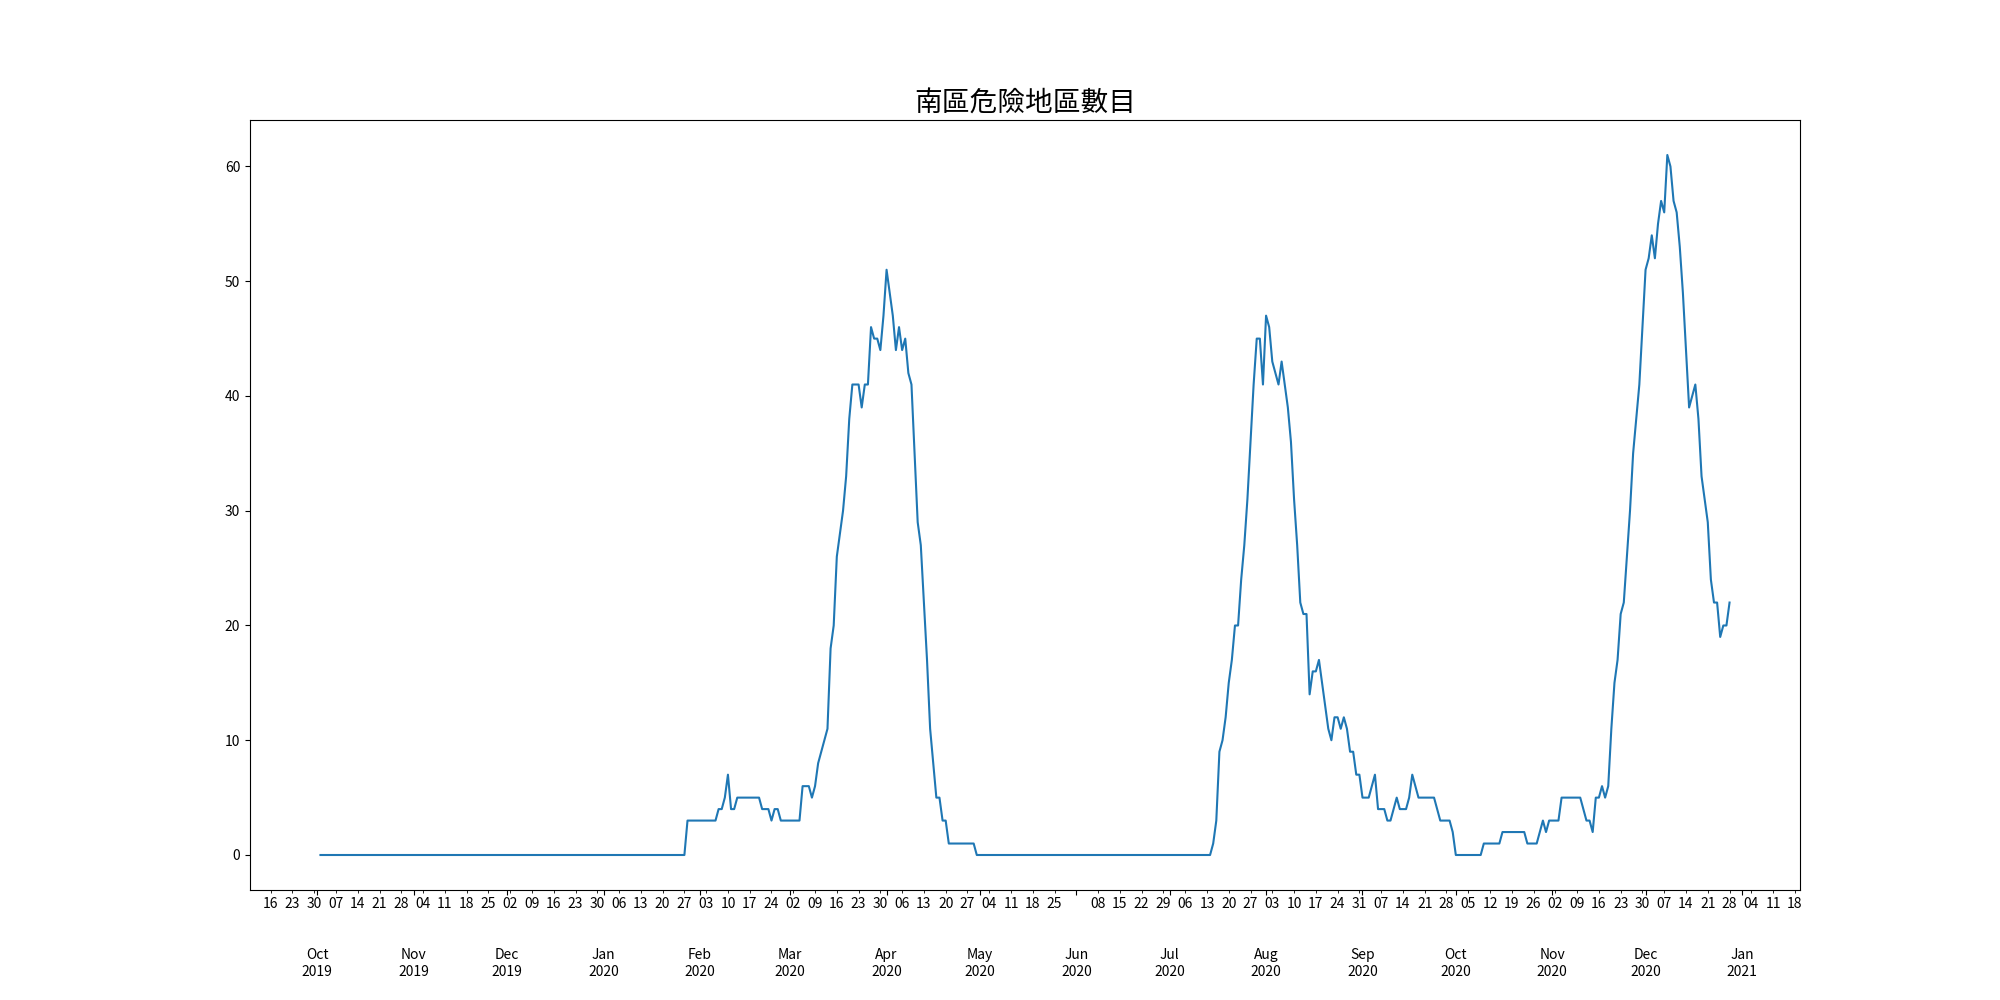 南區危險地區數目
60
50
40
30
20
10
0
16 23 30 07 14 21 28 04 11 18 25 02 09 16 23 30 06 13 20 27 03 10 17 24 02 09 16 23 30 06 13 20 27 04 11 18 25 08 15 22 29 06 13 20 27 03 10 17 24 31 07 14 21 28 05 12 19 26 02 09 16 23 30 07 14 21 28 04 11 18
Oct Nov Dec Jan Feb Mar Apr May Jun Jul Aug Sep Oct Nov Dec Jan
2019 2019 2019 2020 2020 2020 2020 2020 2020 2020 2020 2020 2020 2020 2020 2021